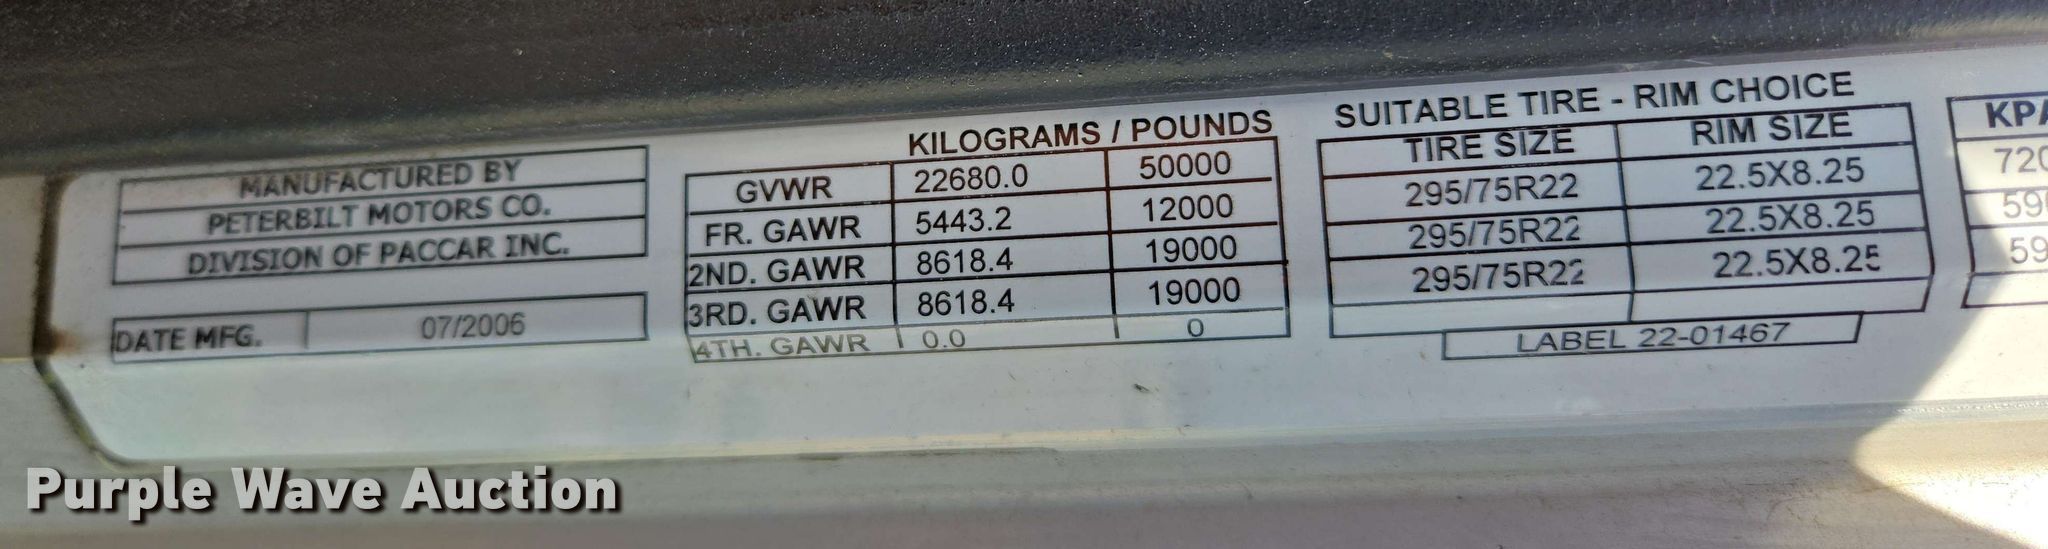 MANUFACTURED BY
PETERBILT MOTORS CO.
DIVISION OF PACCAR INC.
DATE MFG. 07/2006
KILOGRAMS / POUNDS
GVWR 22680.0 50000
FR. GAWR 5443.2 12000
2ND. GAWR 8618.4 19000
3RD. GAWR 8618.4 19000
4TH. GAWR 0.0 0
SUITABLE TIRE - RIM CHOICE
TIRE SIZE RIM SIZE
295/75R22 22.5X8.25
295/75R22 22.5X8.25
295/75R22 22.5X8.25
LABEL 22-01467
Purple Wave Auction